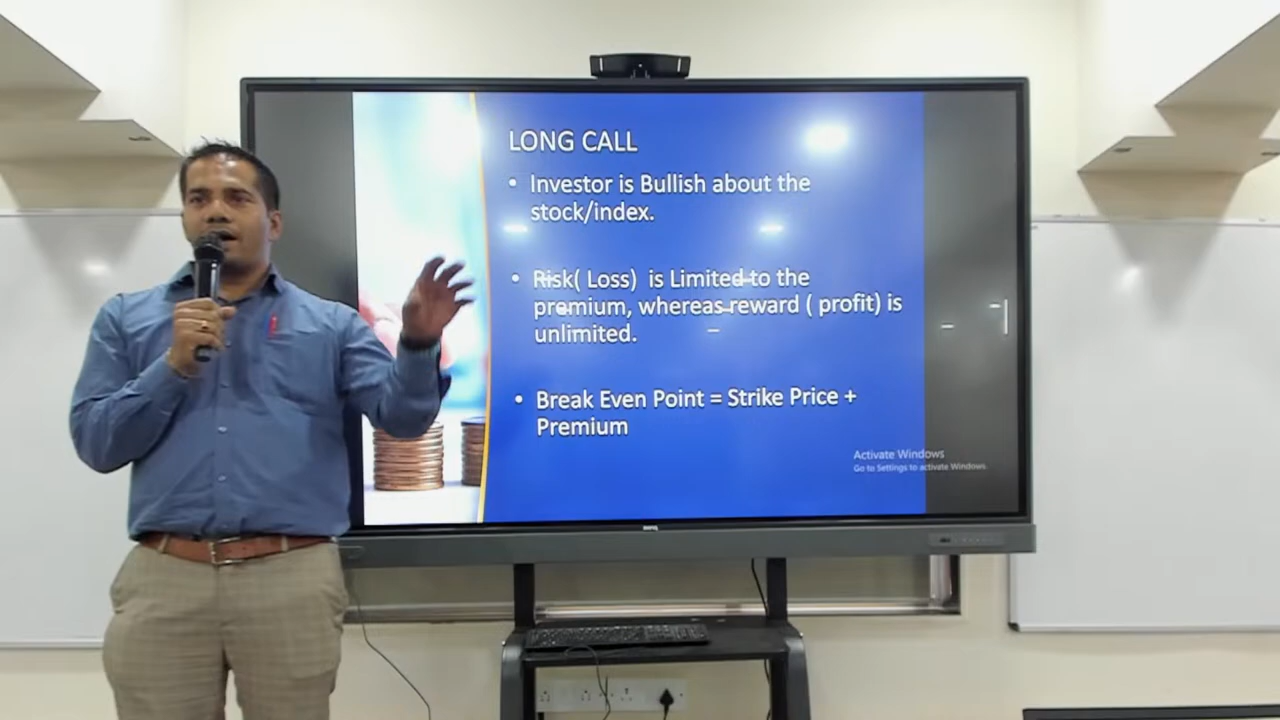 LONG CALL
• Investor is Bullish about the
stock/index.
• Risk( Loss) is Limited to the
premium, whereas reward ( profit) is
unlimited.
• Break Even Point = Strike Price +
Premium
Activate Windows
Go to Settings to activate Windows.
BenQ